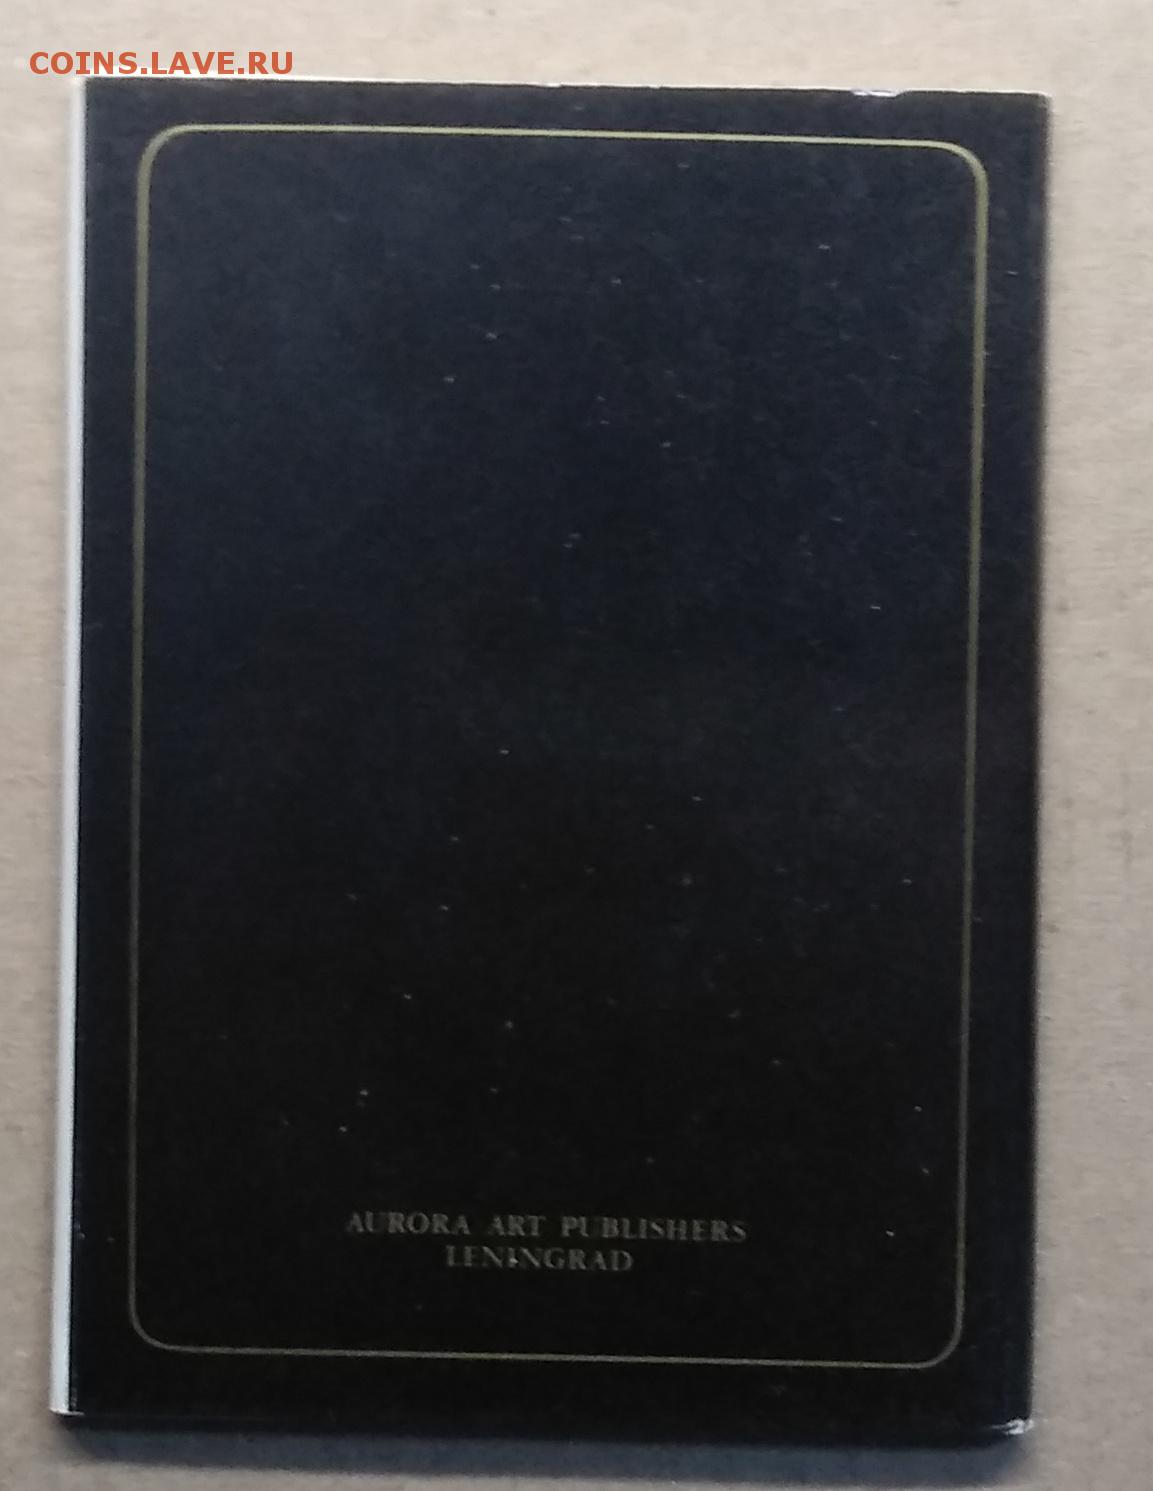 COINS.LAVE.RU
AURORA ART PUBLISHERS
LENINGRAD